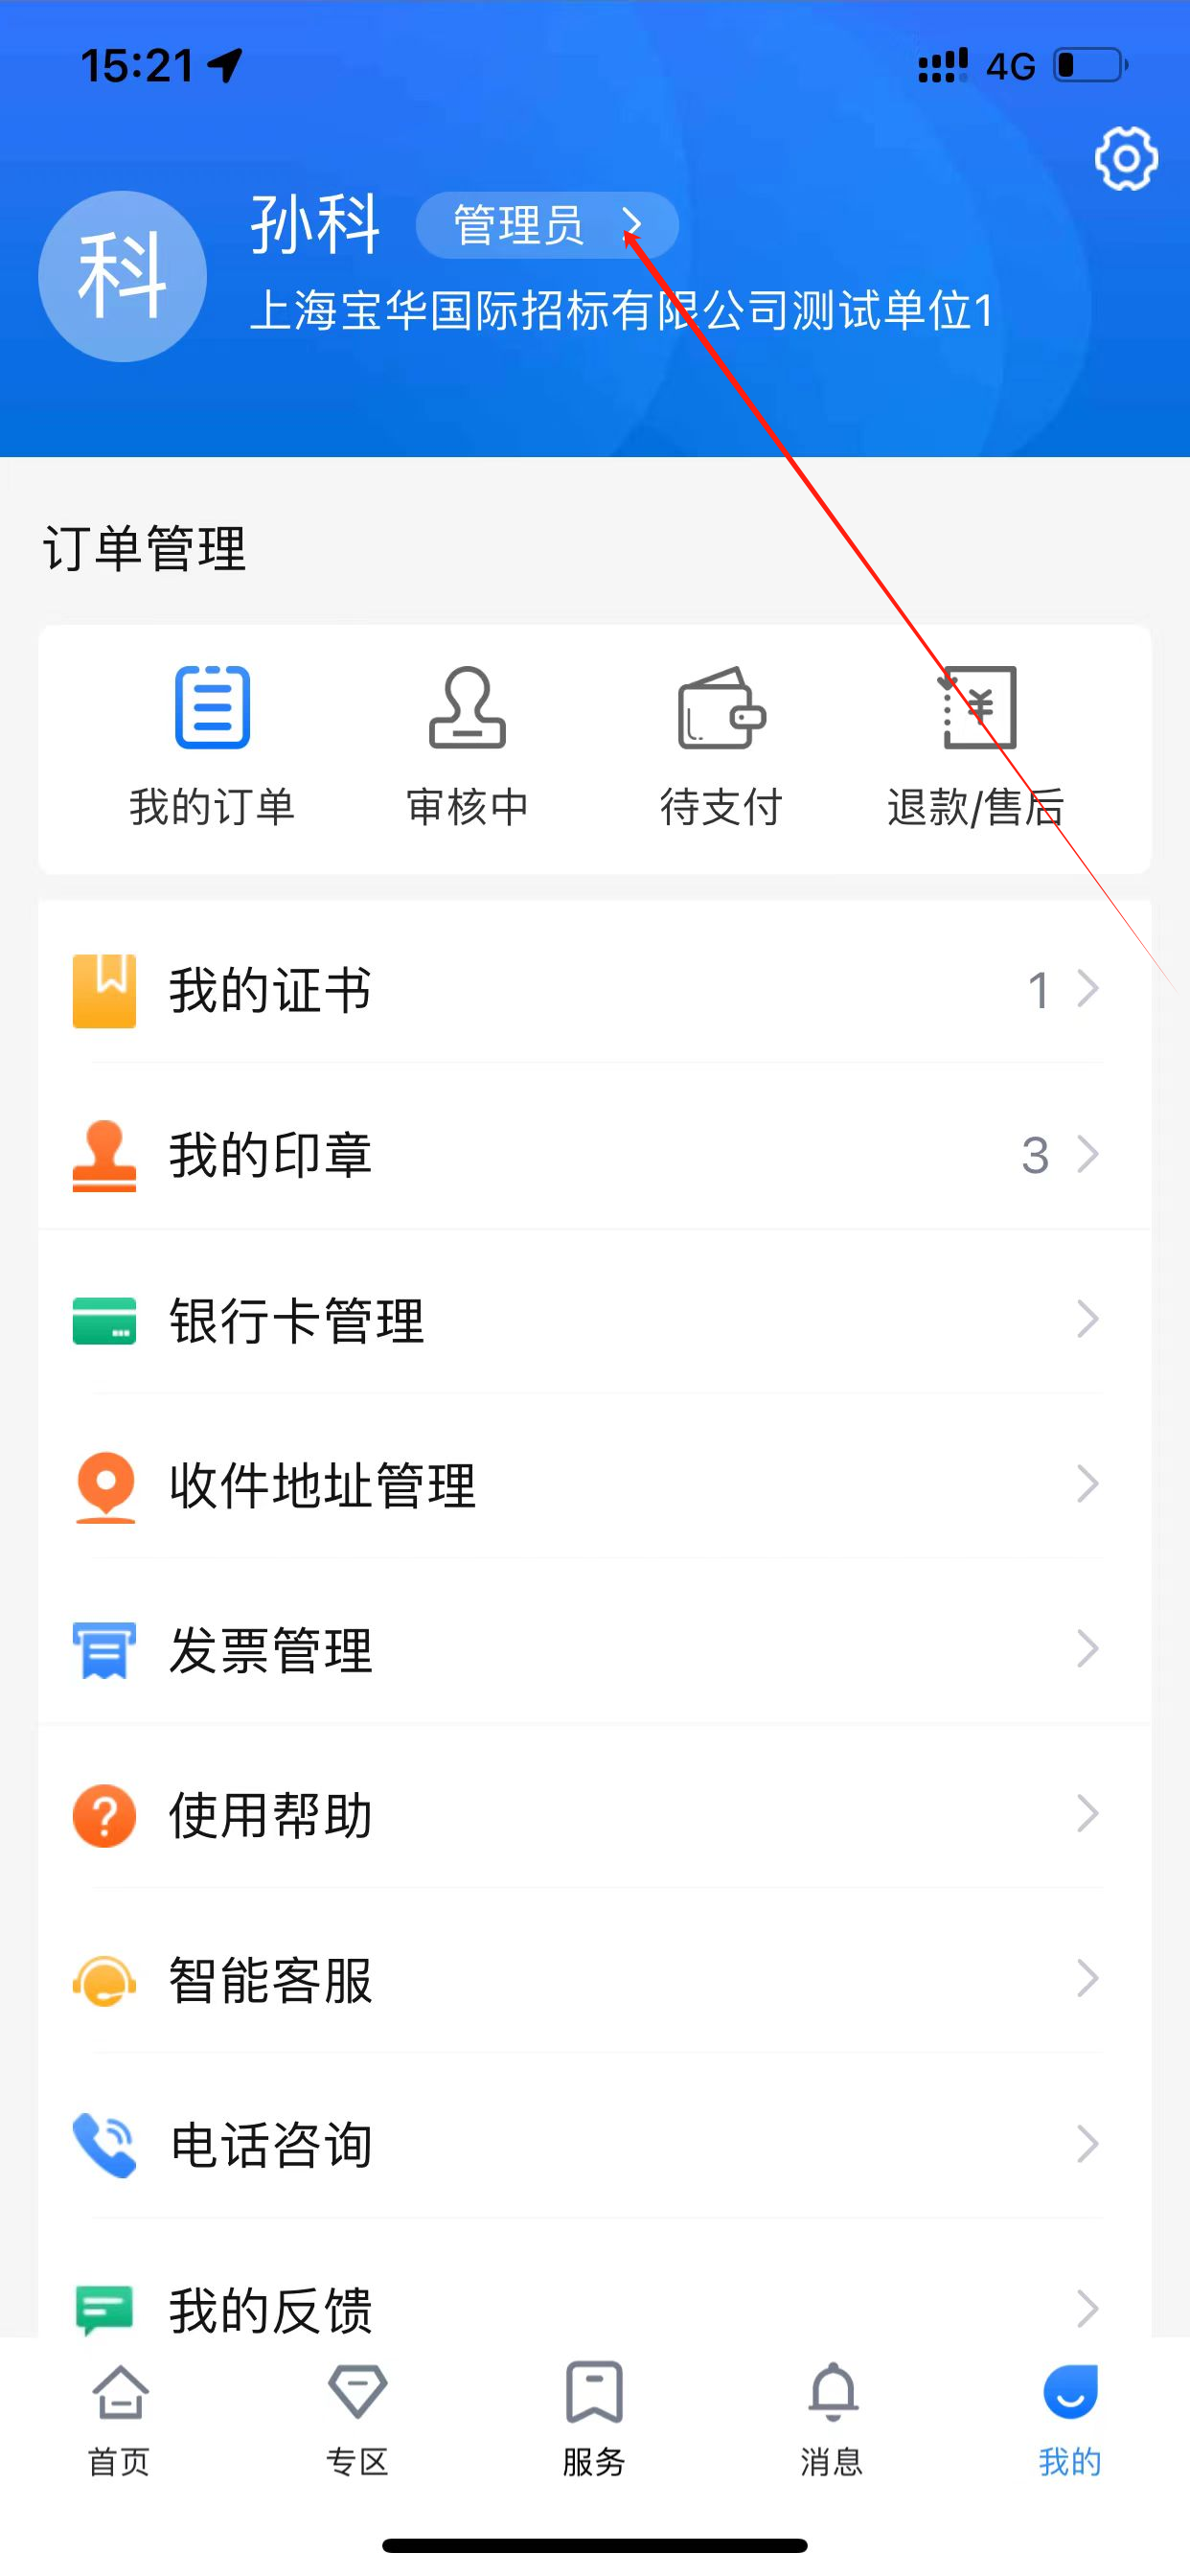 15:21 4G
科
孙科 管理员
上海宝华国际招标有限公司测试单位1
订单管理
我的订单 审核中 待支付 退款/售后
我的证书 1
我的印章 3
银行卡管理
收件地址管理
发票管理
使用帮助
智能客服
电话咨询
我的反馈
首页 专区 服务 消息 我的